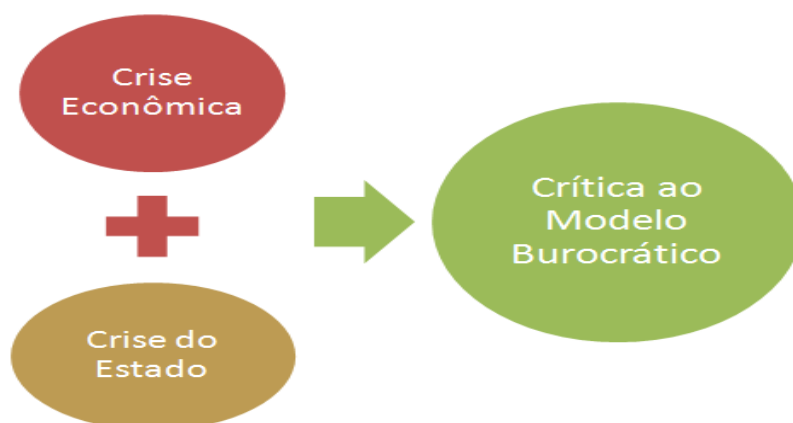 Crise
Econômica
Crise do
Estado
Crítica ao
Modelo
Burocrático